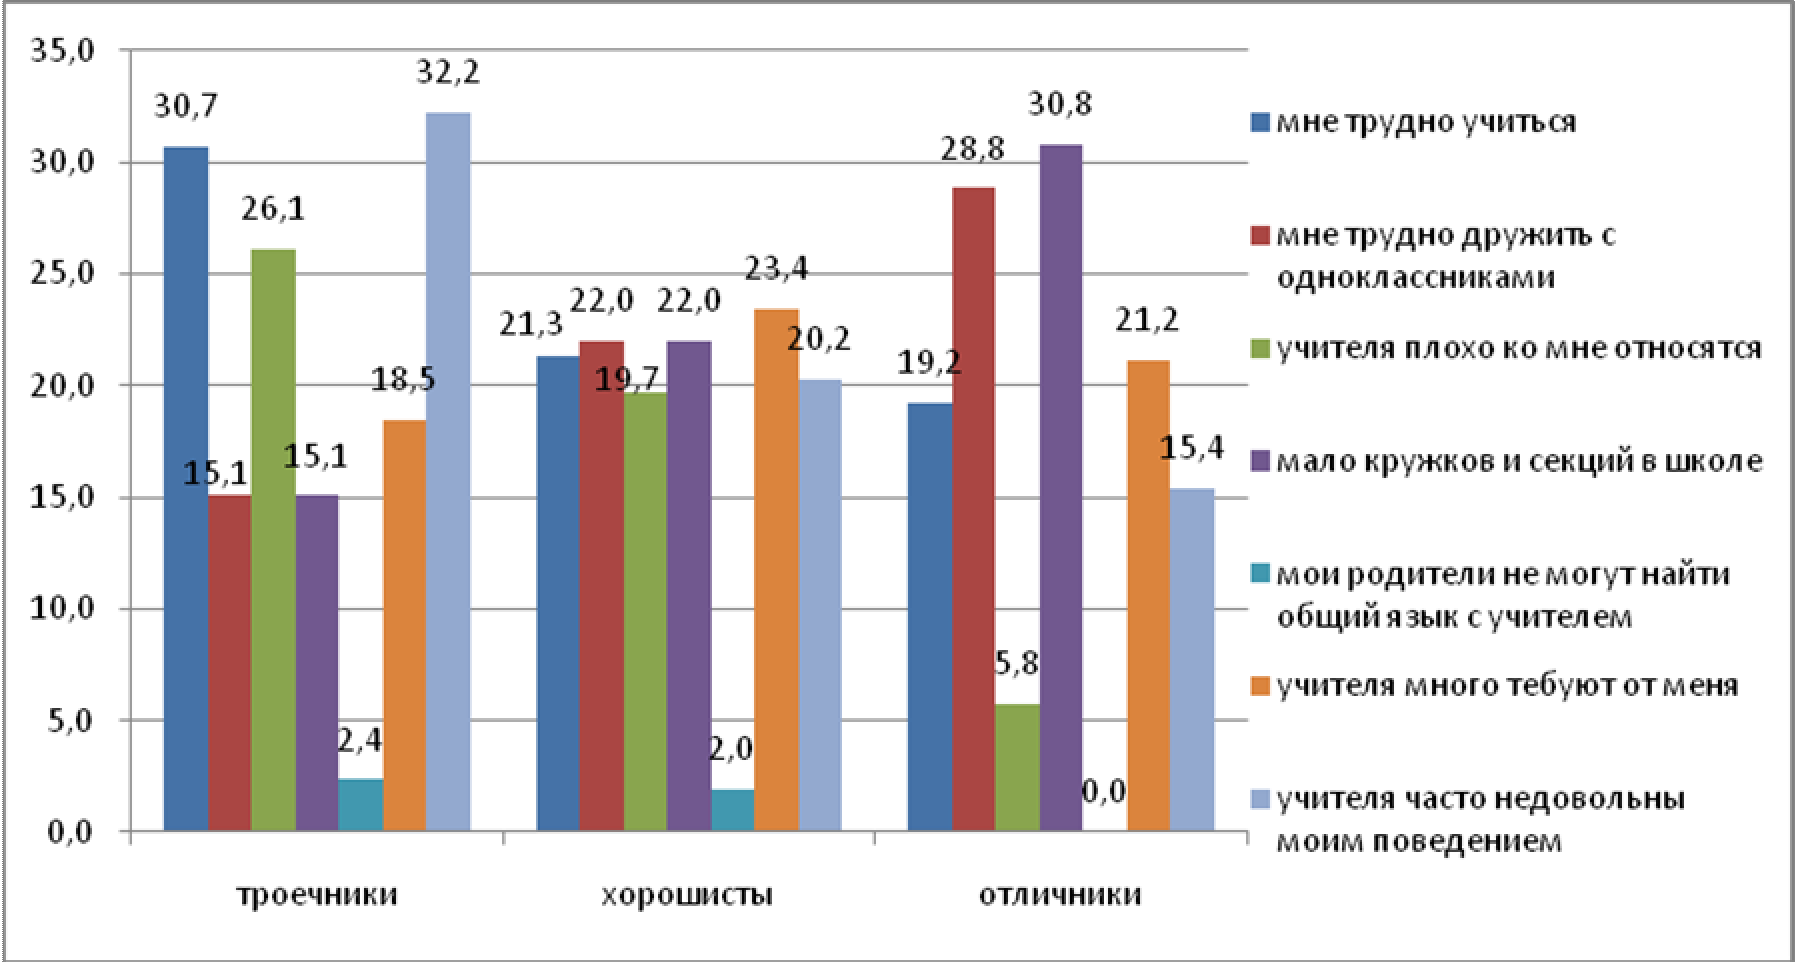 35,0
30,0
25,0
20,0
15,0
10,0
5,0
0,0
30,7
15,1
26,1
15,1
2,4
18,5
32,2
21,3
22,0
19,7
22,0
2,0
23,4
20,2
19,2
28,8
5,8
30,8
0,0
21,2
15,4
троечники
хорошисты
отличники
мне трудно учиться
мне трудно дружить с
одноклассниками
учителя плохо ко мне относятся
мало кружков и секций в школе
мои родители не могут найти
общий язык с учителем
учителя много тебуют от меня
учителя часто недовольны
моим поведением